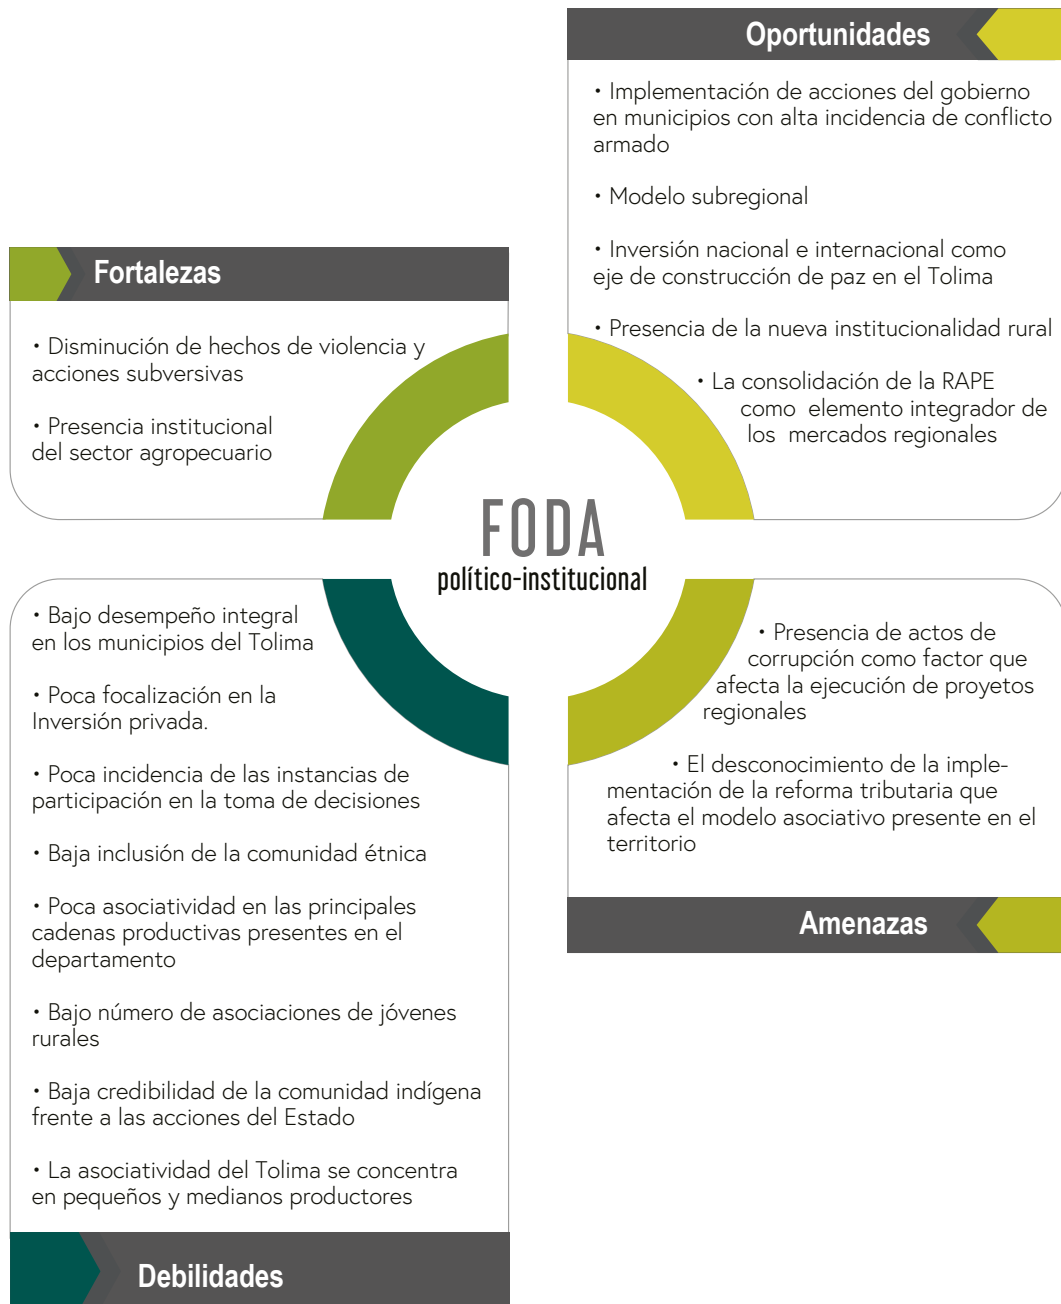 Fortalezas
• Disminución de hechos de violencia y
acciones subversivas
• Presencia institucional
del sector agropecuario
Oportunidades
• Implementación de acciones del gobierno
en municipios con alta incidencia de conflicto
armado
• Modelo subregional
• Inversión nacional e internacional como
eje de construcción de paz en el Tolima
• Presencia de la nueva institucionalidad rural
• La consolidación de la RAPE
como elemento integrador de
los mercados regionales
FODA
político-institucional
• Bajo desempeño integral
en los municipios del Tolima
• Poca focalización en la
Inversión privada.
• Poca incidencia de las instancias de
participación en la toma de decisiones
• Baja inclusión de la comunidad étnica
• Poca asociatividad en las principales
cadenas productivas presentes en el
departamento
• Bajo número de asociaciones de jóvenes
rurales
• Baja credibilidad de la comunidad indígena
frente a las acciones del Estado
• La asociatividad del Tolima se concentra
en pequeños y medianos productores
Debilidades
• Presencia de actos de
corrupción como factor que
afecta la ejecución de proyetos
regionales
• El desconocimiento de la imple-
mentación de la reforma tributaria que
afecta el modelo asociativo presente en el
territorio
Amenazas